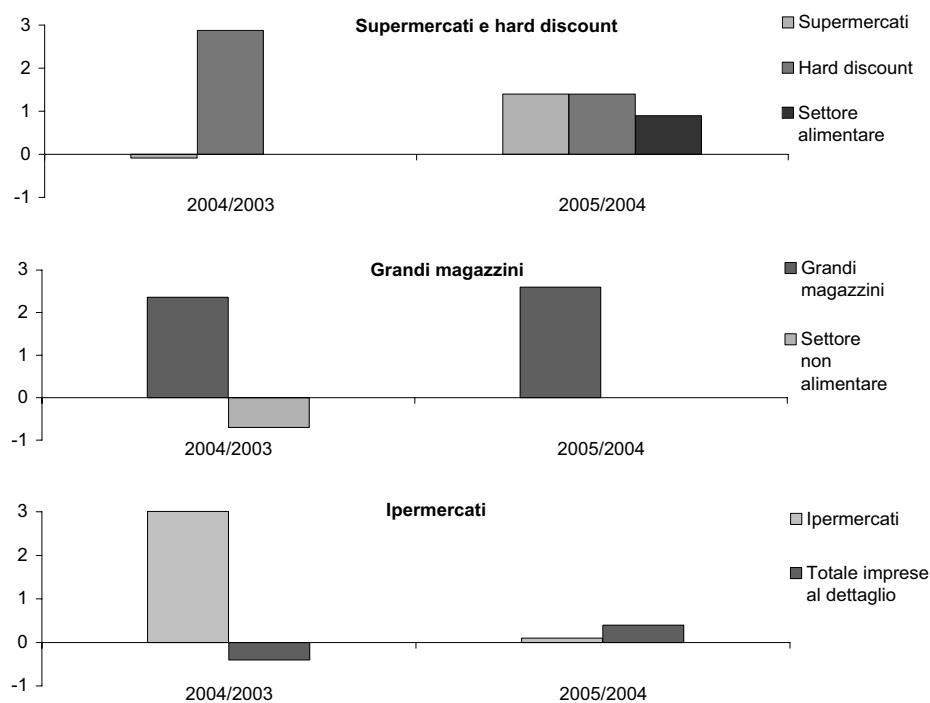 Supermercati e hard discount
3
2
1
0
-1
2004/2003
2005/2004
Supermercati
Hard discount
Settore
alimentare
Grandi magazzini
3
2
1
0
-1
2004/2003
2005/2004
Grandi
magazzini
Settore
non
alimentare
Ipermercati
3
2
1
0
-1
2004/2003
2005/2004
Ipermercati
Totale imprese
al dettaglio